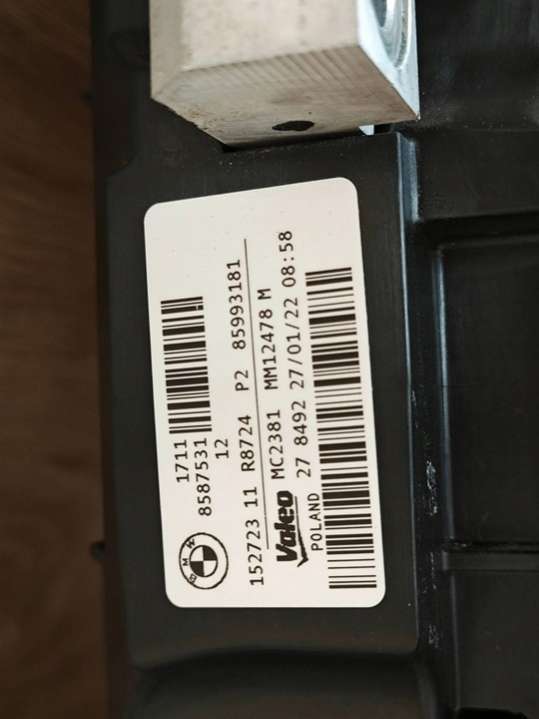 BMW
1711
8587531
12
152723 11 R8724 P2 85993181
Valeo MC2381 MM12478 M
POLAND 27 8492 27/01/22 08:58